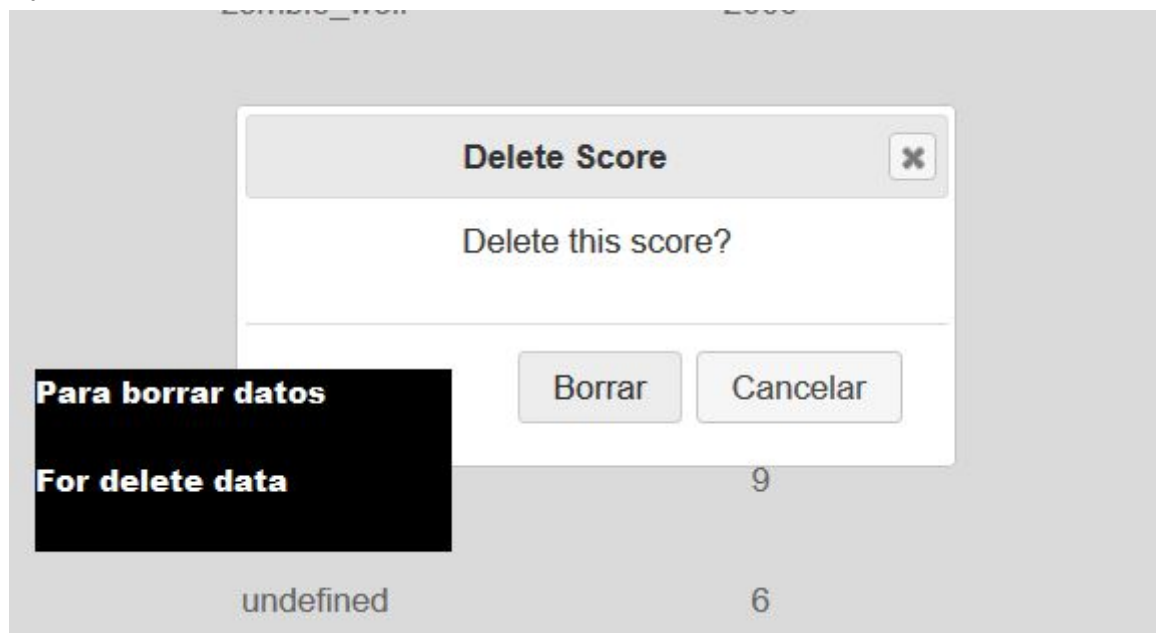 Delete Score
Delete this score?
Borrar Cancelar
Para borrar datos
For delete data
9
undefined 6